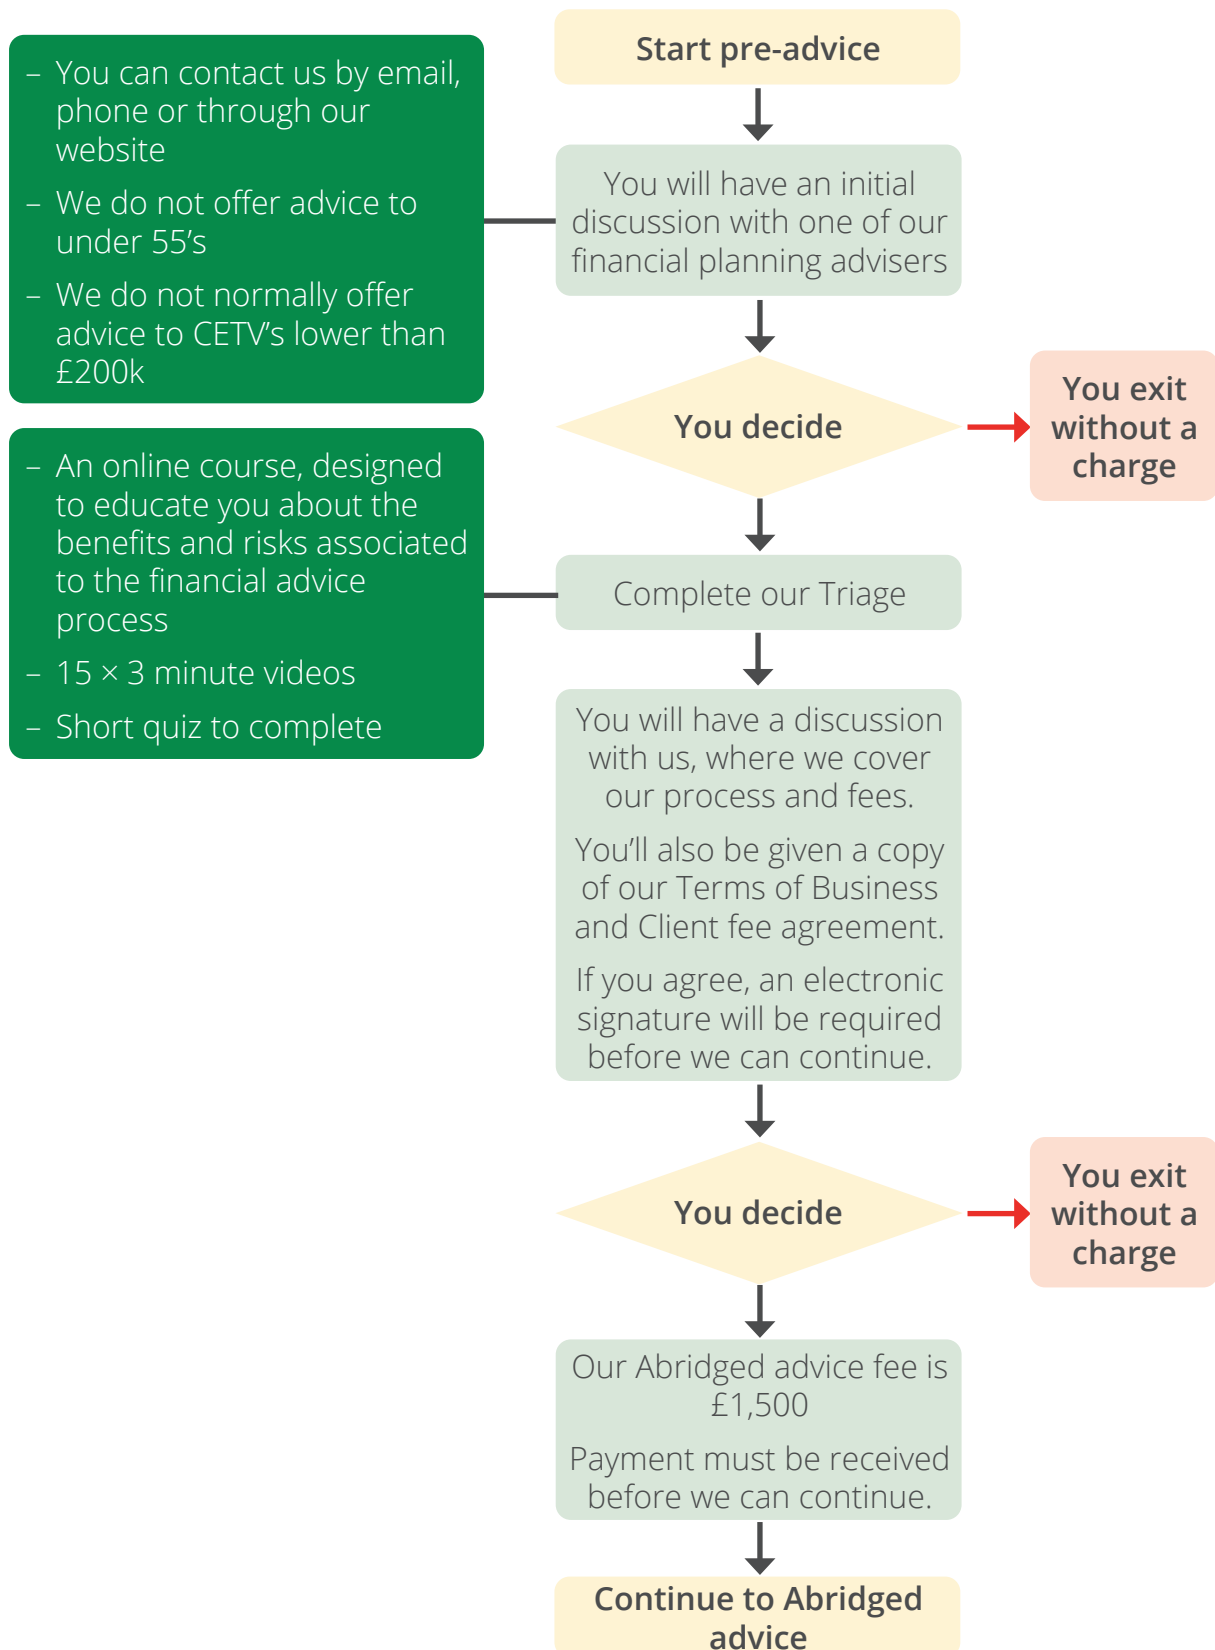 Start pre-advice
– You can contact us by email,
phone or through our
website
– We do not offer advice to
under 55’s
– We do not normally offer
advice to CETV’s lower than
£200k
You will have an initial
discussion with one of our
financial planning advisers
You decide
You exit
without a
charge
– An online course, designed
to educate you about the
benefits and risks associated
to the financial advice
process
– 15 × 3 minute videos
– Short quiz to complete
Complete our Triage
You will have a discussion
with us, where we cover
our process and fees.
You’ll also be given a copy
of our Terms of Business
and Client fee agreement.
If you agree, an electronic
signature will be required
before we can continue.
You decide
You exit
without a
charge
Our Abridged advice fee is
£1,500
Payment must be received
before we can continue.
Continue to Abridged
advice